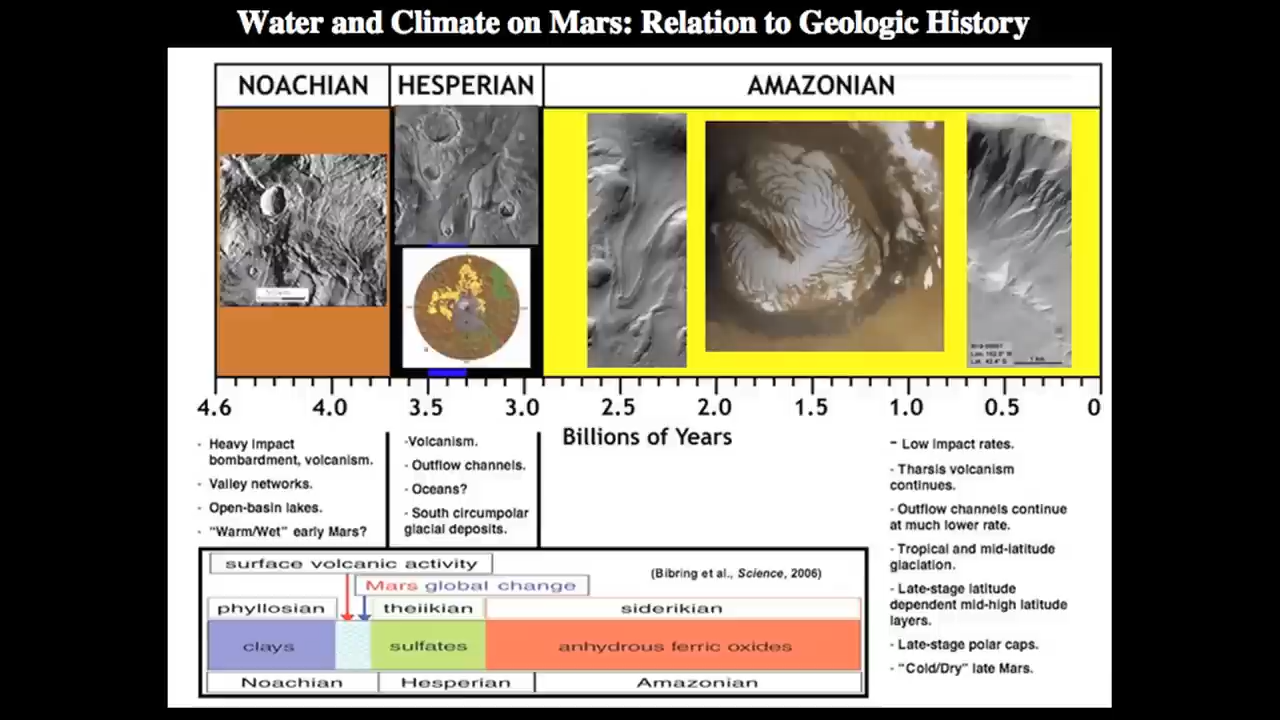 Water and Climate on Mars: Relation to Geologic History
NOACHIAN
HESPERIAN
AMAZONIAN
4.6
4.0
3.5
3.0
2.5
2.0
1.5
1.0
0.5
0
Billions of Years
- Heavy impact
bombardment, volcanism.
- Valley networks.
- Open-basin lakes.
- “Warm/Wet” early Mars?
-Volcanism.
- Outflow channels.
- Oceans?
- South circumpolar
glacial deposits.
- Low impact rates.
- Tharsis volcanism
continues.
- Outflow channels continue
at much lower rate.
- Tropical and mid-latitude
glaciation.
- Late-stage latitude
dependent mid-high latitude
layers.
- Late-stage polar caps.
- “Cold/Dry” late Mars.
surface volcanic activity
(Bibring et al., Science, 2006)
Mars global change
phyllosian
theiikian
siderikian
clays
sulfates
anhydrous ferric oxides
Noachian
Hesperian
Amazonian